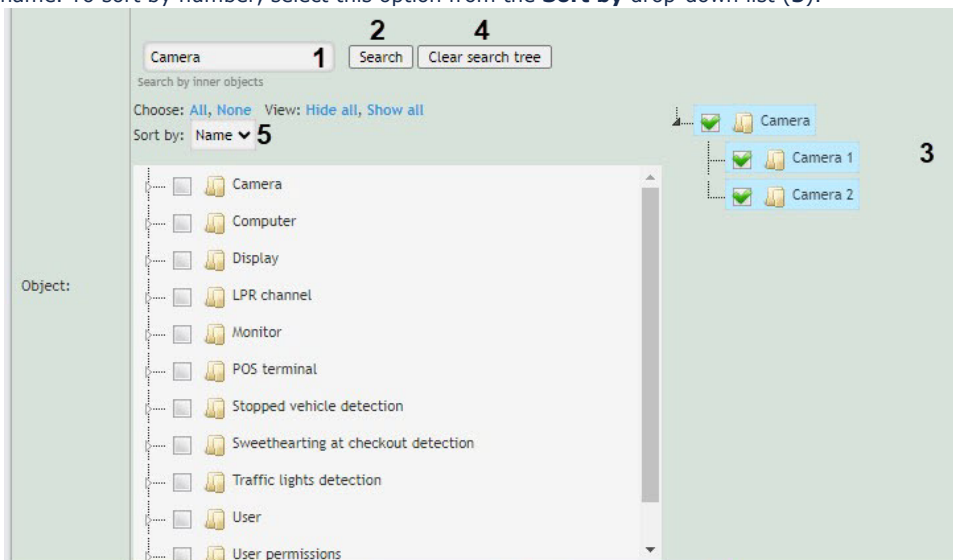 name. To sort by number, select this option from the Sort by drop-down list (5).
2 4
Camera 1 Search Clear search tree
Search by inner objects
Choose: All, None View: Hide all, Show all
Sort by: Name 5
Camera
Camera 1 3
Camera 2
Object:
Camera
Computer
Display
LPR channel
Monitor
POS terminal
Stopped vehicle detection
Sweethearting at checkout detection
Traffic lights detection
User
User permissions